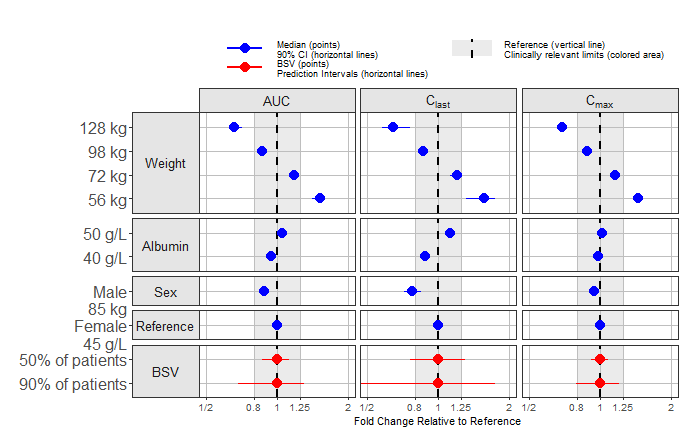 Median (points)
90% CI (horizontal lines)
BSV (points)
Prediction Intervals (horizontal lines)
Reference (vertical line)
Clinically relevant limits (colored area)
AUC
Clast
Cmax
128 kg
98 kg
72 kg
56 kg
Weight
50 g/L
40 g/L
Albumin
Male
Sex
85 kg
Female
45 g/L
Reference
50% of patients
90% of patients
BSV
1/2 0.8 1 1.25 2
1/2 0.8 1 1.25 2
1/2 0.8 1 1.25 2
Fold Change Relative to Reference